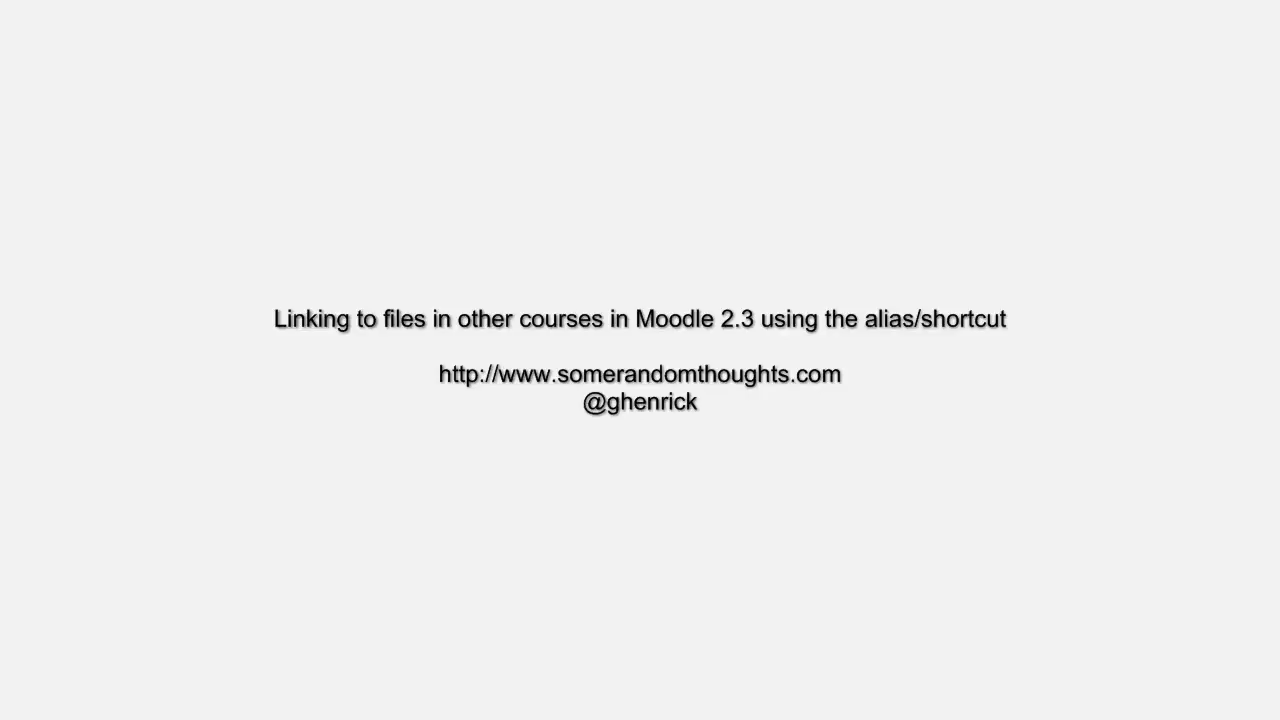 Linking to files in other courses in Moodle 2.3 using the alias/shortcut
http://www.somerandomthoughts.com
@ghenrick